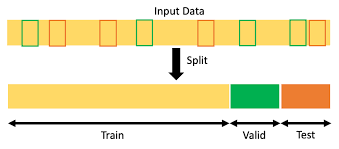 Input Data
Split
Train
Valid
Test